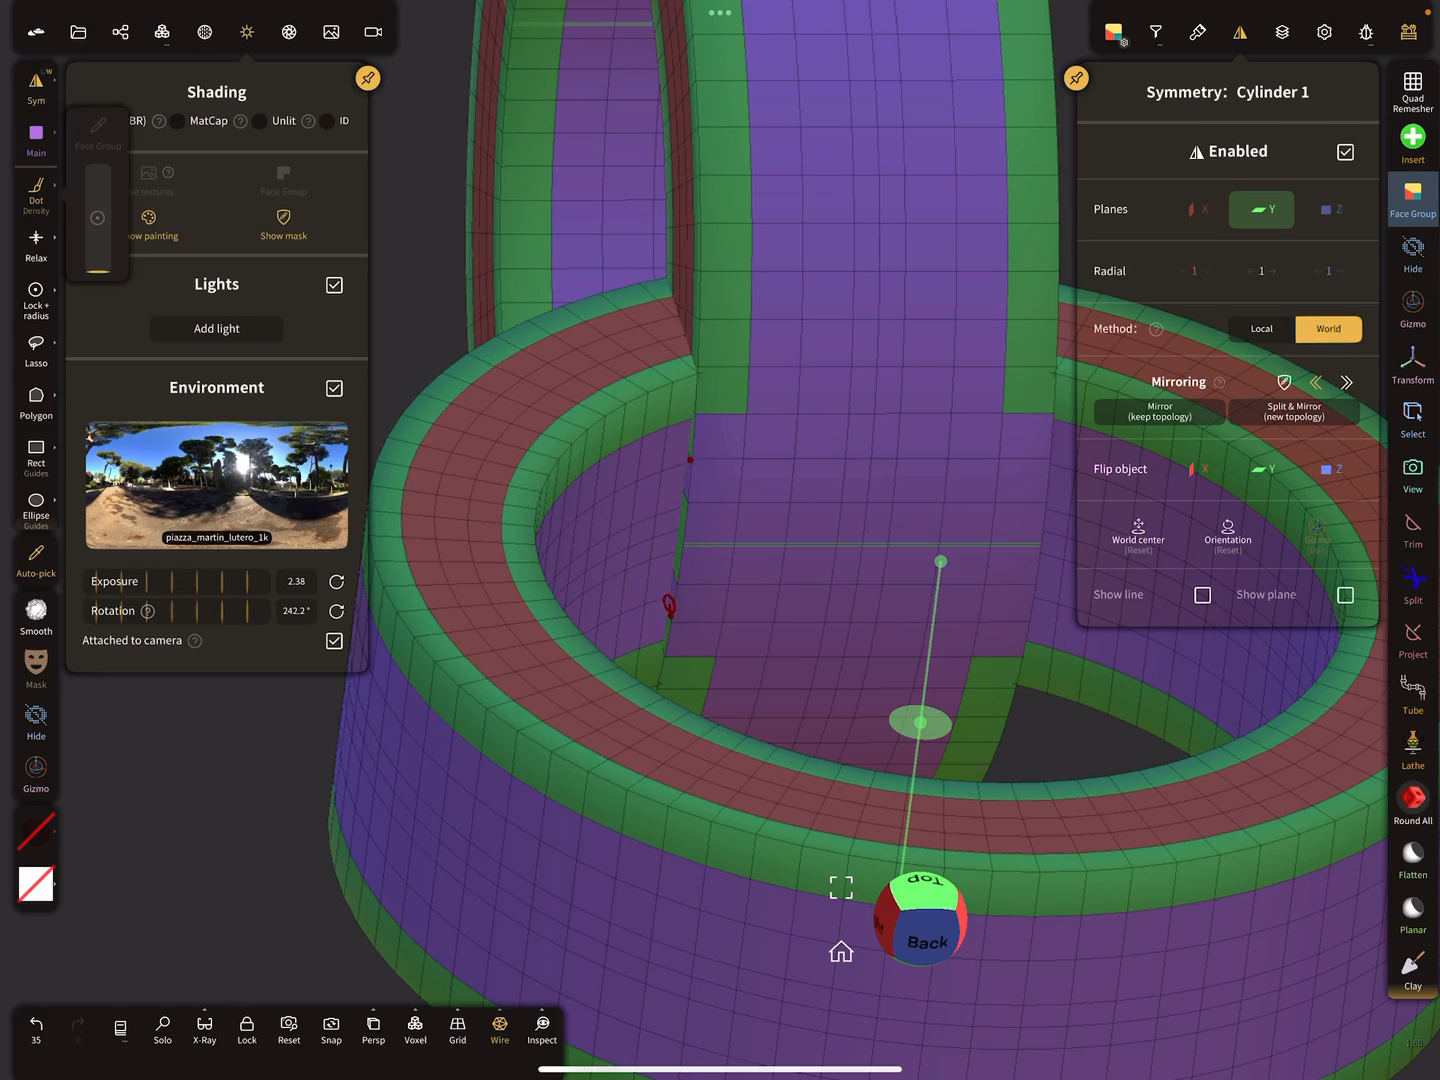 L/W
Sym
Main
Dot
Density
Relax
Lock +
radius
Lasso
Polygon
Rect
Guides
Ellipse
Guides
Auto-pick
Smooth
Mask
Hide
Gizmo
Face Group
Shading
BR)
MatCap
Unlit
ID
se textures
Face Group
ow painting
Show mask
Lights
Add light
Environment
piazza_martin_lutero_1k
Exposure
2.38
Rotation
242.2 °
Attached to camera
Symmetry: Cylinder 1
Enabled
Planes
X
Y
Z
Radial
1
1
1
Method:
Local
World
Mirroring
Mirror
(keep topology)
Split & Mirror
(new topology)
Flip object
X
Y
Z
World center
(Reset)
Orientation
(Reset)
Gizmo
(Edit)
Show line
Show plane
Quad
Remesher
Insert
Face Group
Hide
Gizmo
Transform
Select
View
Trim
Split
Project
Tube
Lathe
Round All
Flatten
Planar
Clay
Top
Back
35
0
Solo
X-Ray
Lock
Reset
Snap
Persp
Voxel
Grid
Wire
Inspect